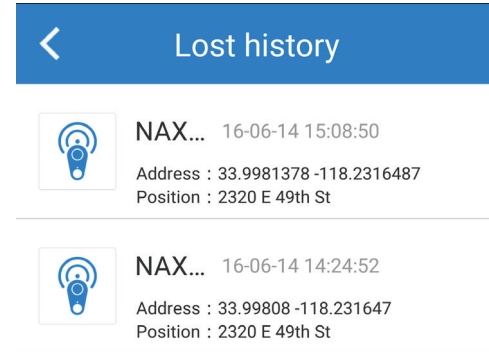 Lost history
NAX... 16-06-14 15:08:50
Address：33.9981378 -118.2316487
Position：2320 E 49th St
NAX... 16-06-14 14:24:52
Address：33.99808 -118.231647
Position：2320 E 49th St